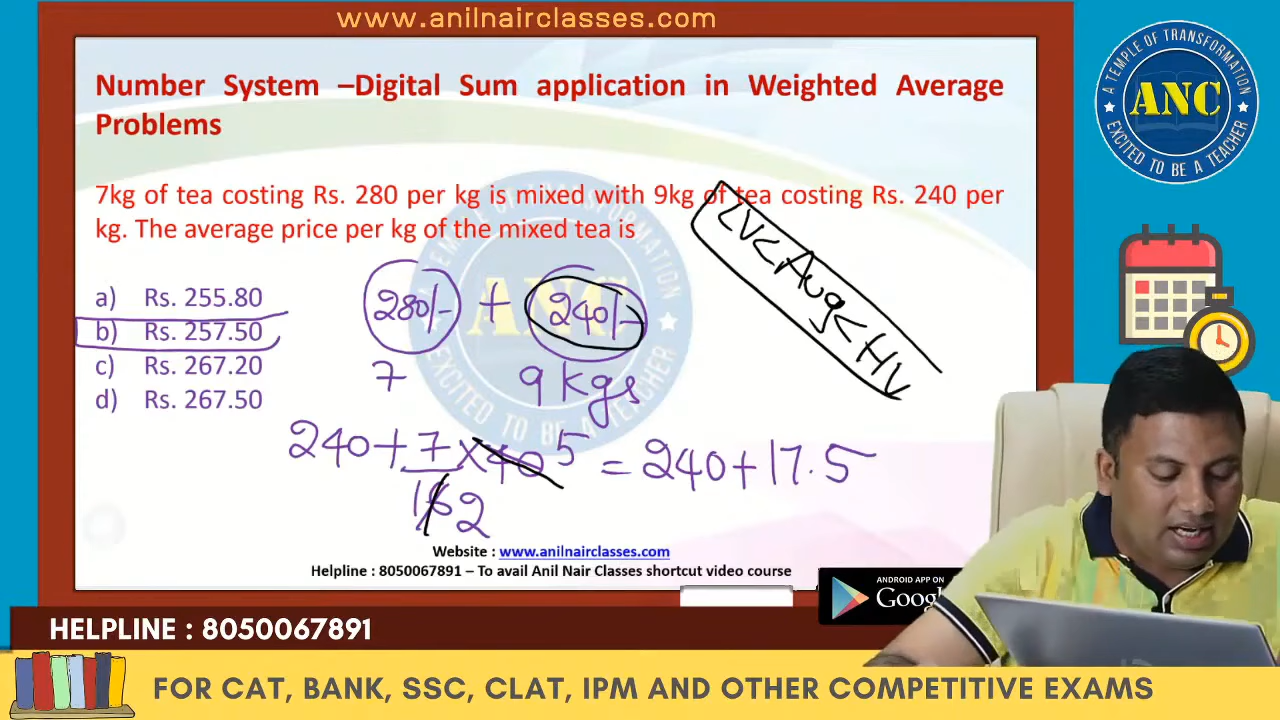 www.anilnairclasses.com
Number System –Digital Sum application in Weighted Average
Problems
7kg of tea costing Rs. 280 per kg is mixed with 9kg of tea costing Rs. 240 per
kg. The average price per kg of the mixed tea is
LV<Avg<HV
a) Rs. 255.80
b) Rs. 257.50
c) Rs. 267.20
d) Rs. 267.50
280/- + 240/-
7 9kgs
240+7/16×40 5 = 240+17.5
2
ANC
A TEMPLE OF TRANSFORMATION
ANC
EXCITED TO BE A TEACHER
Website : www.anilnairclasses.com
Helpline : 8050067891 – To avail Anil Nair Classes shortcut video course
ANDROID APP ON
Google
HELPLINE : 8050067891
FOR CAT, BANK, SSC, CLAT, IPM AND OTHER COMPETITIVE EXAMS